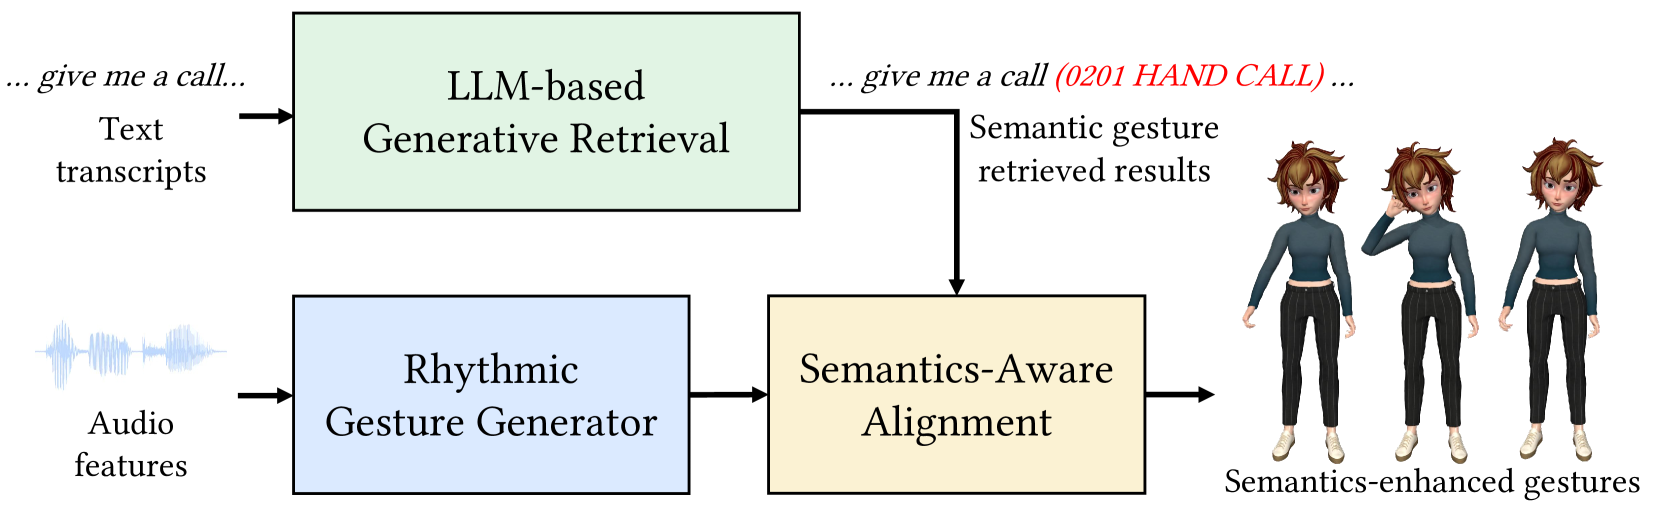 ... give me a call...
Text
transcripts
LLM-based
Generative Retrieval
... give me a call (0201 HAND CALL) ...
Semantic gesture
retrieved results
Audio
features
Rhythmic
Gesture Generator
Semantics-Aware
Alignment
Semantics-enhanced gestures